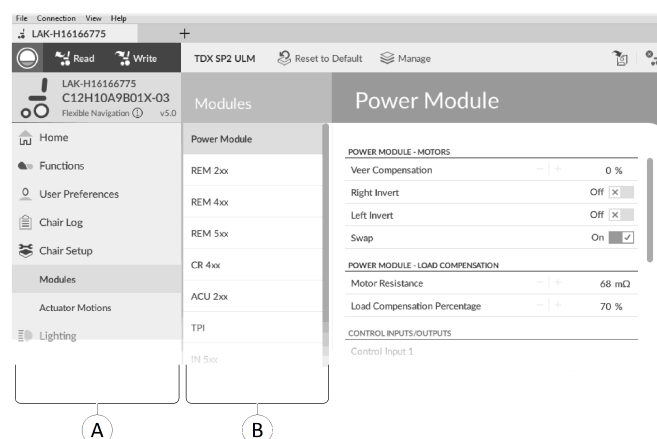 File Connection View Help
LAK-H16166775 +
Read Write TDX SP2 ULM Reset to Default Manage
LAK-H16166775
C12H10A9B01X-03
Flexible Navigation v5.0
Modules
Power Module
Home
Functions
User Preferences
Chair Log
Chair Setup
Modules
Actuator Motions
Lighting
Power Module
REM 2xx
REM 4xx
REM 5xx
CR 4xx
ACU 2xx
TPI
IN 5xx
POWER MODULE - MOTORS
Veer Compensation − + 0 %
Right Invert Off
Left Invert Off
Swap On
POWER MODULE - LOAD COMPENSATION
Motor Resistance − + 68 mΩ
Load Compensation Percentage − + 70 %
CONTROL INPUTS/OUTPUTS
Control Input 1
A
B